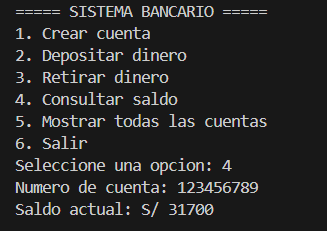 ===== SISTEMA BANCARIO =====
1. Crear cuenta
2. Depositar dinero
3. Retirar dinero
4. Consultar saldo
5. Mostrar todas las cuentas
6. Salir
Seleccione una opcion: 4
Numero de cuenta: 123456789
Saldo actual: S/ 31700